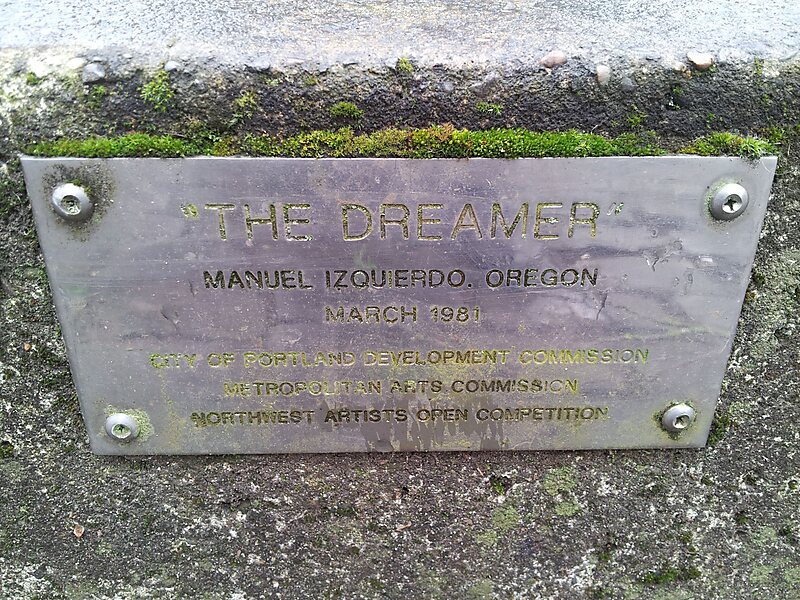 "THE DREAMER"
MANUEL IZQUIERDO, OREGON
MARCH 1981
CITY OF PORTLAND DEVELOPMENT COMMISSION
METROPOLITAN ARTS COMMISSION
NORTHWEST ARTISTS OPEN COMPETITION